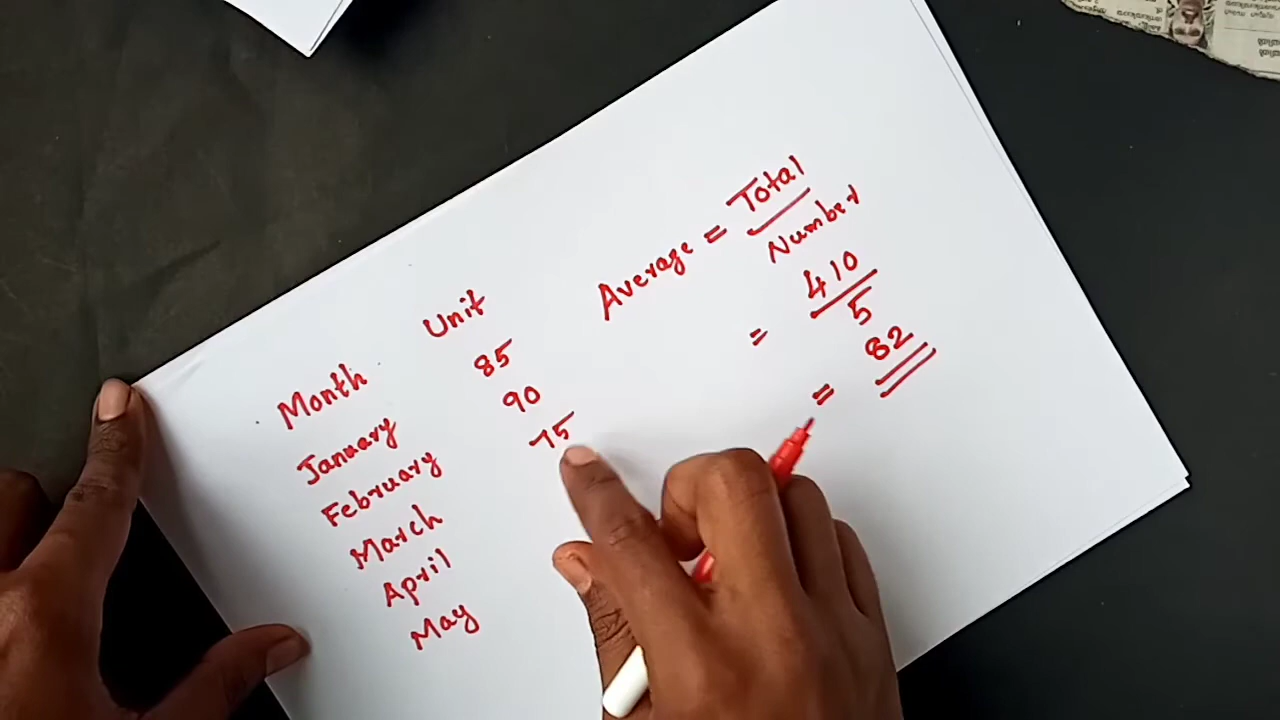 Month Unit
January 85
February 90
March 75
April
May
Average = Total
Number
= 410
5
= 82